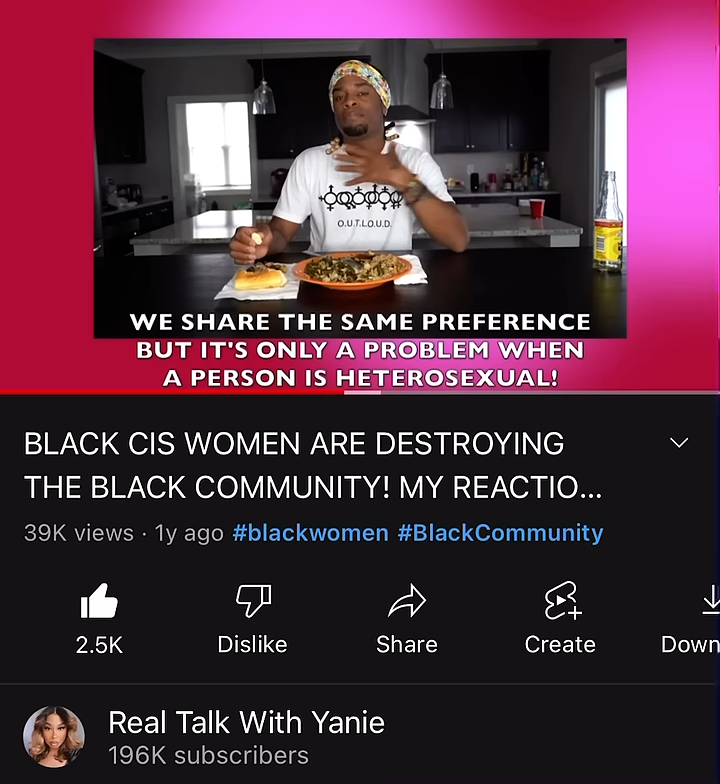 O.U.T.L.O.U.D.
WE SHARE THE SAME PREFERENCE
BUT IT'S ONLY A PROBLEM WHEN
A PERSON IS HETEROSEXUAL!
BLACK CIS WOMEN ARE DESTROYING
THE BLACK COMMUNITY! MY REACTIO...
39K views · 1y ago #blackwomen #BlackCommunity
2.5K Dislike Share Create Down
Real Talk With Yanie
196K subscribers